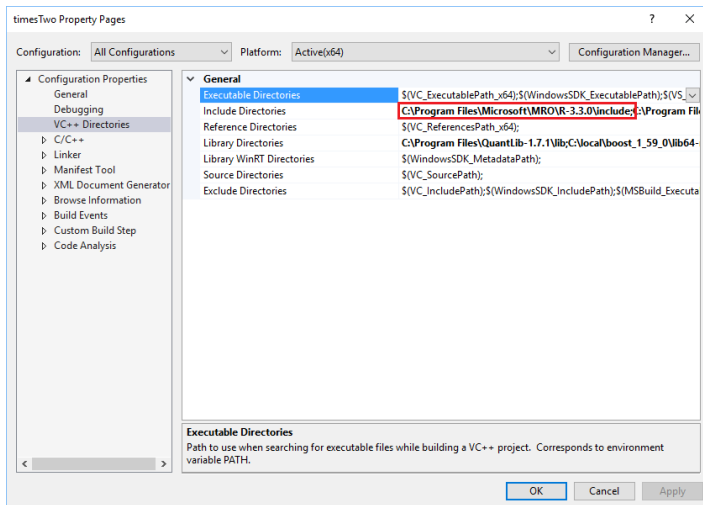 timesTwo Property Pages ? X
Configuration: All Configurations Platform: Active(x64) Configuration Manager...
Configuration Properties
General
Debugging
VC++ Directories
C/C++
Linker
Manifest Tool
XML Document Generator
Browse Information
Build Events
Custom Build Step
Code Analysis
General
Executable Directories $(VC_ExecutablePath_x64);$(WindowsSDK_ExecutablePath);$(VS_
Include Directories C:\Program Files\Microsoft\MRO\R-3.3.0\include;C:\Program Fil
Reference Directories $(VC_ReferencesPath_x64);
Library Directories C:\Program Files\QuantLib-1.7.1\lib;C:\local\boost_1_59_0\lib64-
Library WinRT Directories $(WindowsSDK_MetadataPath);
Source Directories $(VC_SourcePath);
Exclude Directories $(VC_IncludePath);$(WindowsSDK_IncludePath);$(MSBuild_Executa
Executable Directories
Path to use when searching for executable files while building a VC++ project. Corresponds to environment
variable PATH.
OK Cancel Apply